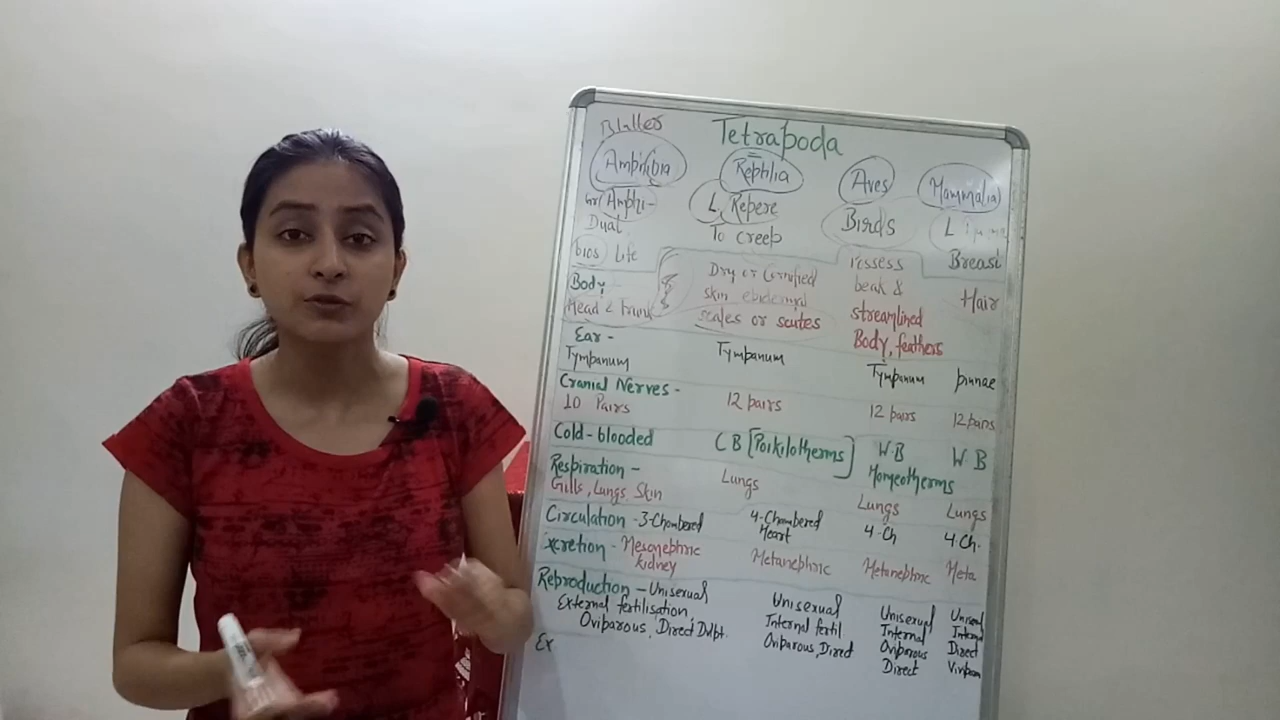 Tetrapoda
Amphibia Reptilia Aves Mammalia
Gr Amphi- L. Repere Birds L
Dual To creep Breast
bios Life
Body- Dry or Cornified Possess Hair
Head & Trunk skin epidermal beak &
scales or scutes streamlined
Body, feathers
Ear-
Tympanum Tympanum Tympanum pinnae
Cranial Nerves-
10 Pairs 12 pairs 12 pairs 12 pairs
Cold-blooded CB [Poikilotherms] W.B W B
Homeotherms
Respiration-
Gills, Lungs, Skin Lungs Lungs Lungs
Circulation - 3-Chambered 4-Chambered 4-Ch 4 Ch.
Heart
Excretion - Mesonephric Metanephric Metanephric Meta
Kidney
Reproduction - Unisexual Unisexual Unisexual Unisexual
External fertilisation, Internal fertil Internal Internal
Oviparous, Direct Dvlpt. Oviparous, Direct Oviparous Direct
Direct
Ex